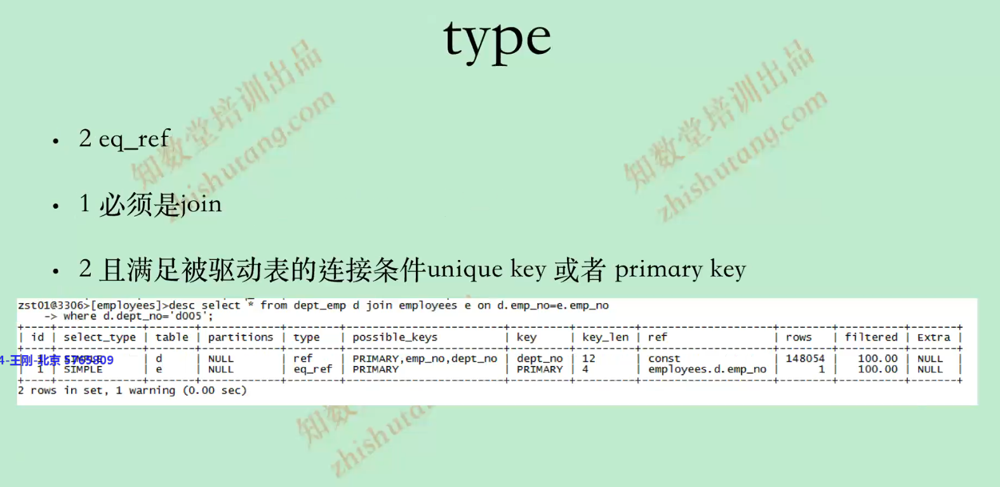 type
知数堂培训出品
zhishutang.com
知数堂培训出品
zhishutang.com
• 2 eq_ref
• 1 必须是join
• 2 且满足被驱动表的连接条件unique key 或者 primary key
zst01@3306>[employees]>desc select * from dept_emp d join employees e on d.emp_no=e.emp_no
-> where d.dept_no='d005';
| id | select_type | table | partitions | type | possible_keys | key | key_len | ref | rows | filtered | Extra |
| 1 | SIMPLE | d | NULL | ref | PRIMARY,emp_no,dept_no | dept_no | 12 | const | 148054 | 100.00 | NULL |
4-王刚-北京 5765809
| 1 | SIMPLE | e | NULL | eq_ref | PRIMARY | PRIMARY | 4 | employees.d.emp_no | 1 | 100.00 | NULL |
2 rows in set, 1 warning (0.00 sec)
知数
zhishutang